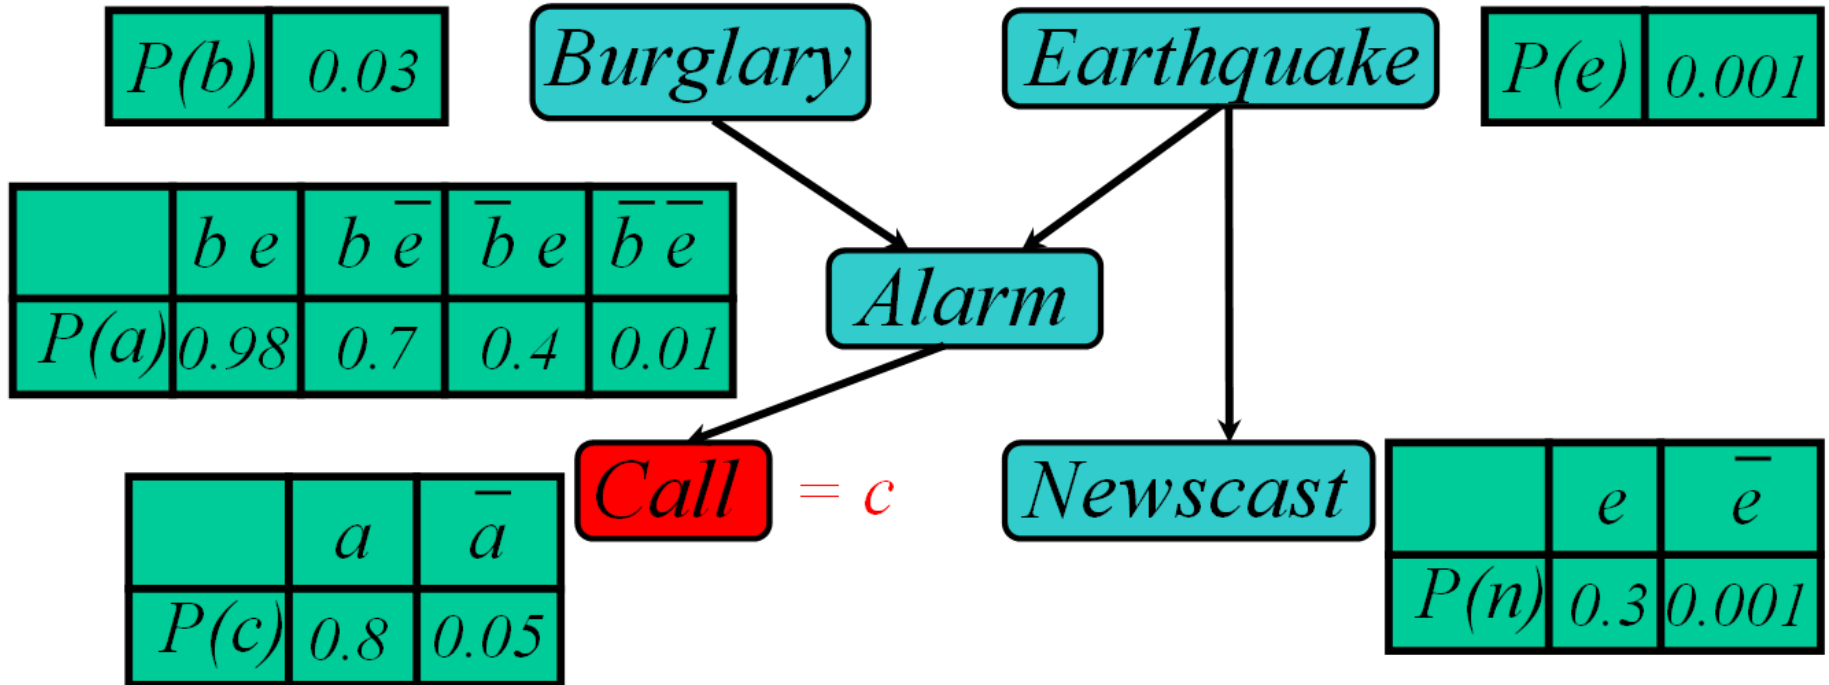 P(b) 0.03
Burglary
Earthquake
P(e) 0.001
b e b e̅ b̅ e b̅ e̅
P(a) 0.98 0.7 0.4 0.01
Alarm
Call = c
Newscast
a a̅
P(c) 0.8 0.05
e e̅
P(n) 0.3 0.001